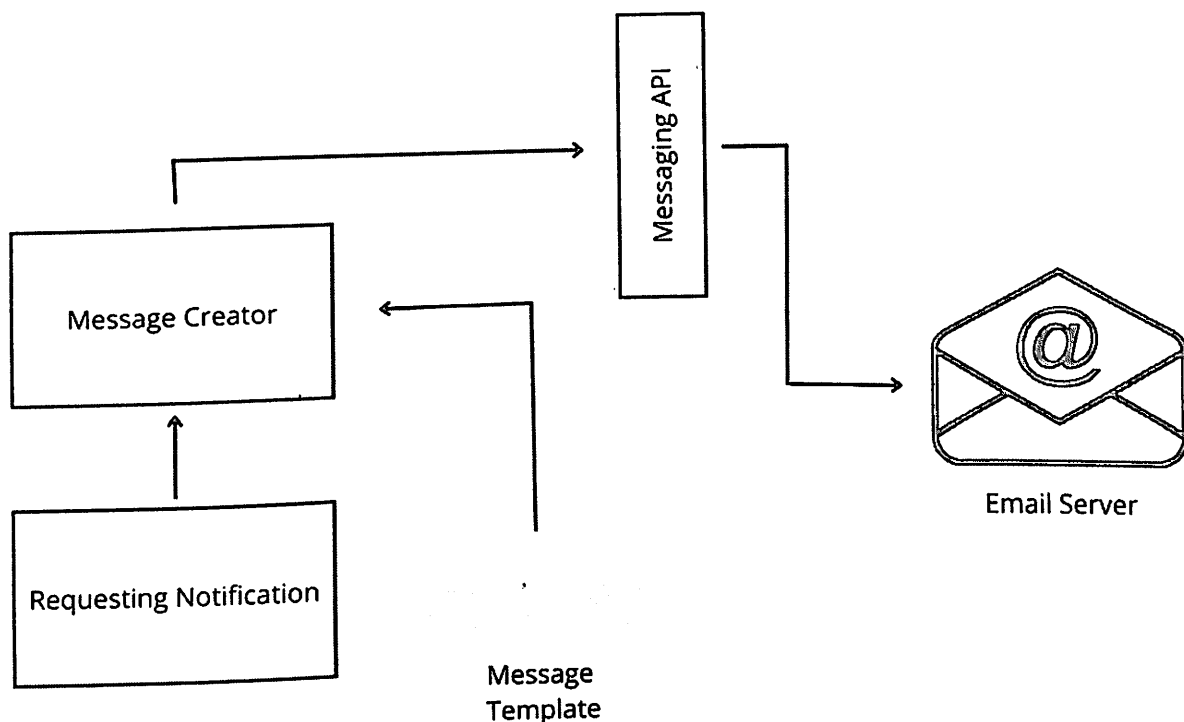 Messaging API
Message Creator
@
Email Server
Requesting Notification
Message
Template